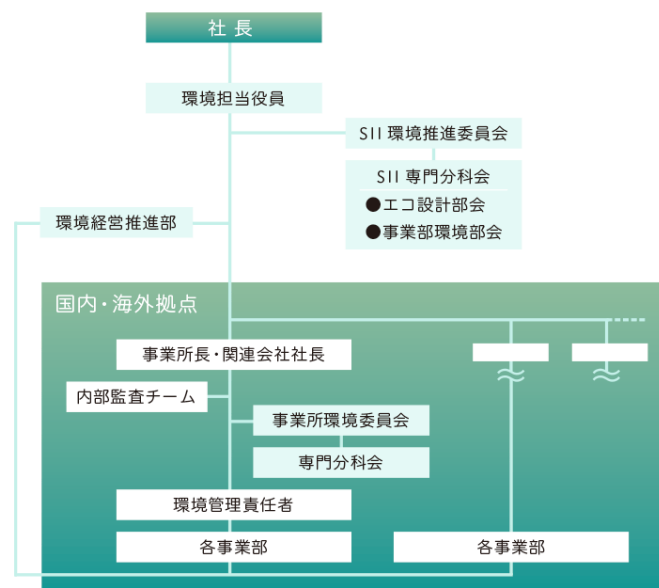 社長
環境担当役員
SII 環境推進委員会
SII 専門分科会
●エコ設計部会
●事業部環境部会
環境経営推進部
国内・海外拠点
事業所長・関連会社社長
内部監査チーム
事業所環境委員会
専門分科会
環境管理責任者
各事業部
各事業部